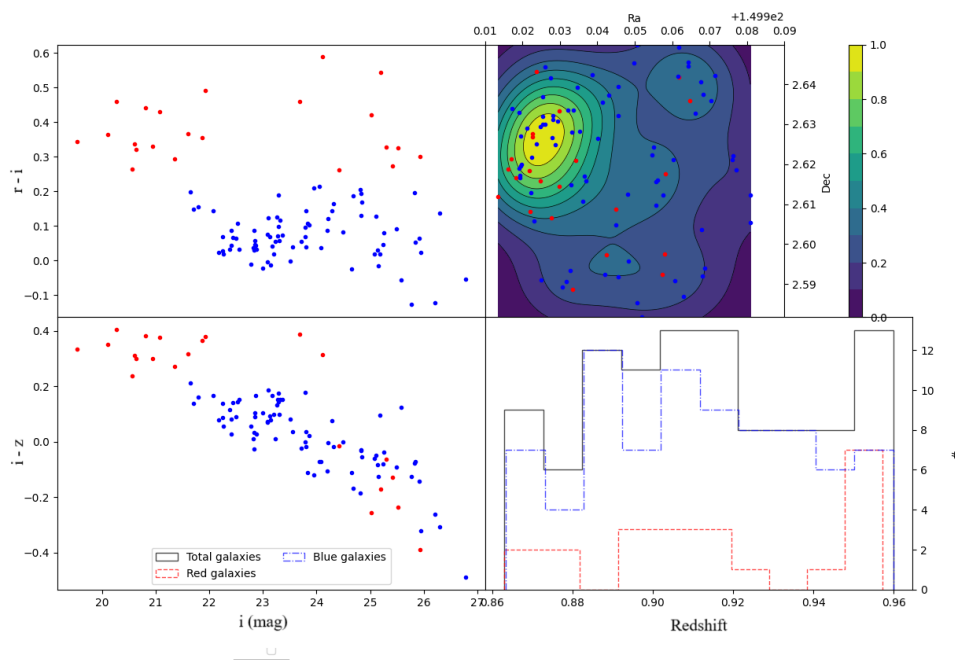 Ra
+1.499e2
0.01 0.02 0.03 0.04 0.05 0.06 0.07 0.08 0.09
0.6
0.5
0.4
0.3
0.2
0.1
0.0
−0.1
r - i
2.64
2.63
2.62
2.61
2.60
2.59
Dec
1.0
0.8
0.6
0.4
0.2
0.0
0.4
0.2
0.0
−0.2
−0.4
i - z
Total galaxies
Red galaxies
Blue galaxies
12
10
8
6
4
2
0
#
20 21 22 23 24 25 26 27
0.86 0.88 0.90 0.92 0.94 0.96
i (mag)
Redshift